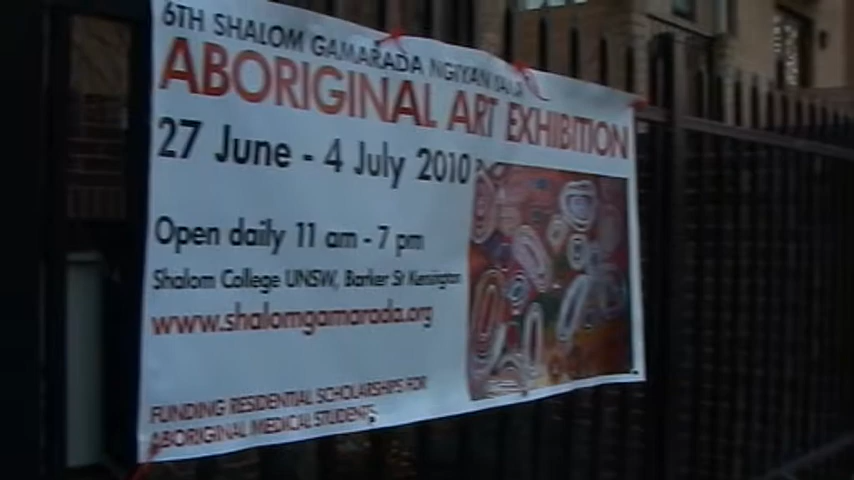 6TH SHALOM GAMARADA NGIYANI
ABORIGINAL ART EXHIBITION
27 June - 4 July 2010
Open daily 11 am - 7 pm
Shalom College UNSW, Barker St Kensington
www.shalomgamarada.org
FUNDING RESIDENTIAL SCHOLARSHIPS FOR
ABORIGINAL MEDICAL STUDENTS